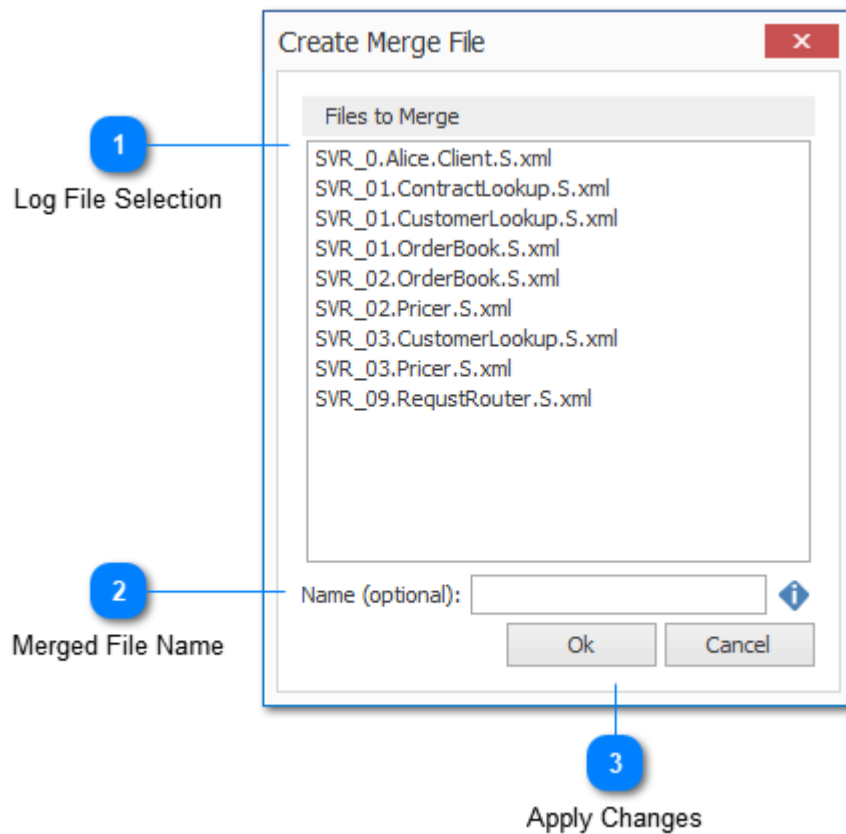 Create Merge File
Files to Merge
1
Log File Selection
SVR_0.Alice.Client.S.xml
SVR_01.ContractLookup.S.xml
SVR_01.CustomerLookup.S.xml
SVR_01.OrderBook.S.xml
SVR_02.OrderBook.S.xml
SVR_02.Pricer.S.xml
SVR_03.CustomerLookup.S.xml
SVR_03.Pricer.S.xml
SVR_09.RequstRouter.S.xml
2
Merged File Name
Name (optional):
Ok Cancel
3
Apply Changes